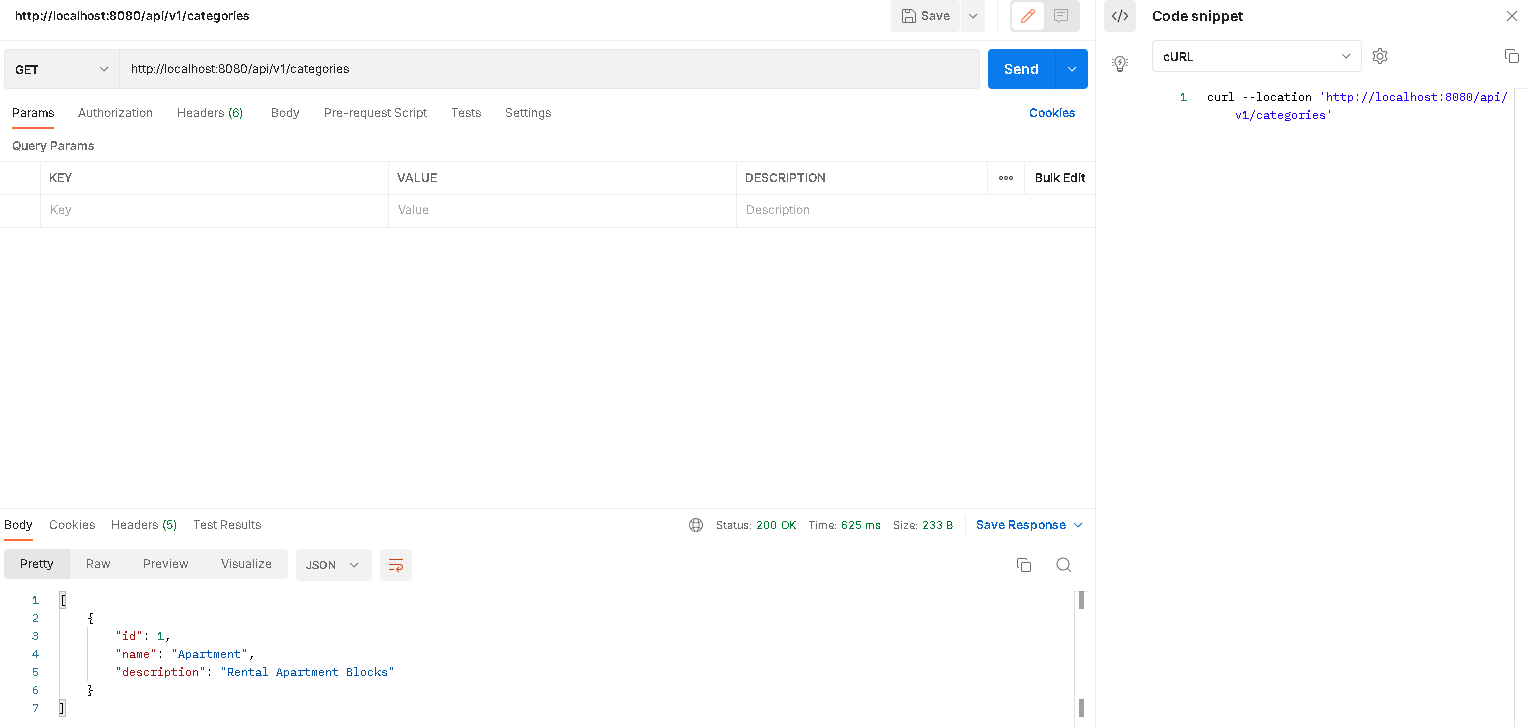 http://localhost:8080/api/v1/categories
Save
Code snippet
GET
http://localhost:8080/api/v1/categories
Send
cURL
Params Authorization Headers (6) Body Pre-request Script Tests Settings Cookies
1 curl --location 'http://localhost:8080/api/
v1/categories'
Query Params
KEY VALUE DESCRIPTION Bulk Edit
Key Value Description
Body Cookies Headers (5) Test Results Status: 200 OK Time: 625 ms Size: 233 B Save Response
Pretty Raw Preview Visualize JSON
1 [
2 {
3 "id": 1,
4 "name": "Apartment",
5 "description": "Rental Apartment Blocks"
6 }
7 ]